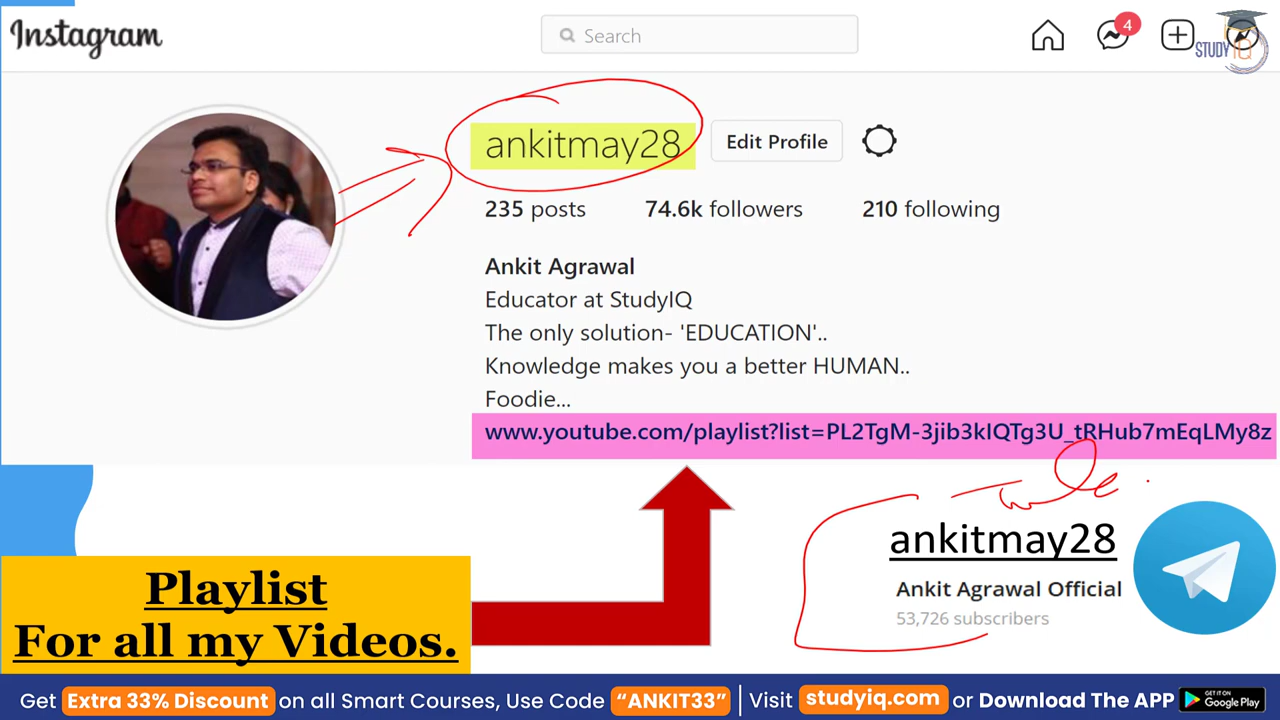 Instagram
Search
4
STUDY IQ
ankitmay28
Edit Profile
235 posts 74.6k followers 210 following
Ankit Agrawal
Educator at StudyIQ
The only solution- 'EDUCATION'..
Knowledge makes you a better HUMAN..
Foodie...
www.youtube.com/playlist?list=PL2TgM-3jib3kIQTg3U_tRHub7mEqLMy8z
ankitmay28
Ankit Agrawal Official
53,726 subscribers
Playlist
For all my Videos.
Get Extra 33% Discount on all Smart Courses, Use Code “ANKIT33” | Visit studyiq.com or Download The APP GET IT ON Google Play